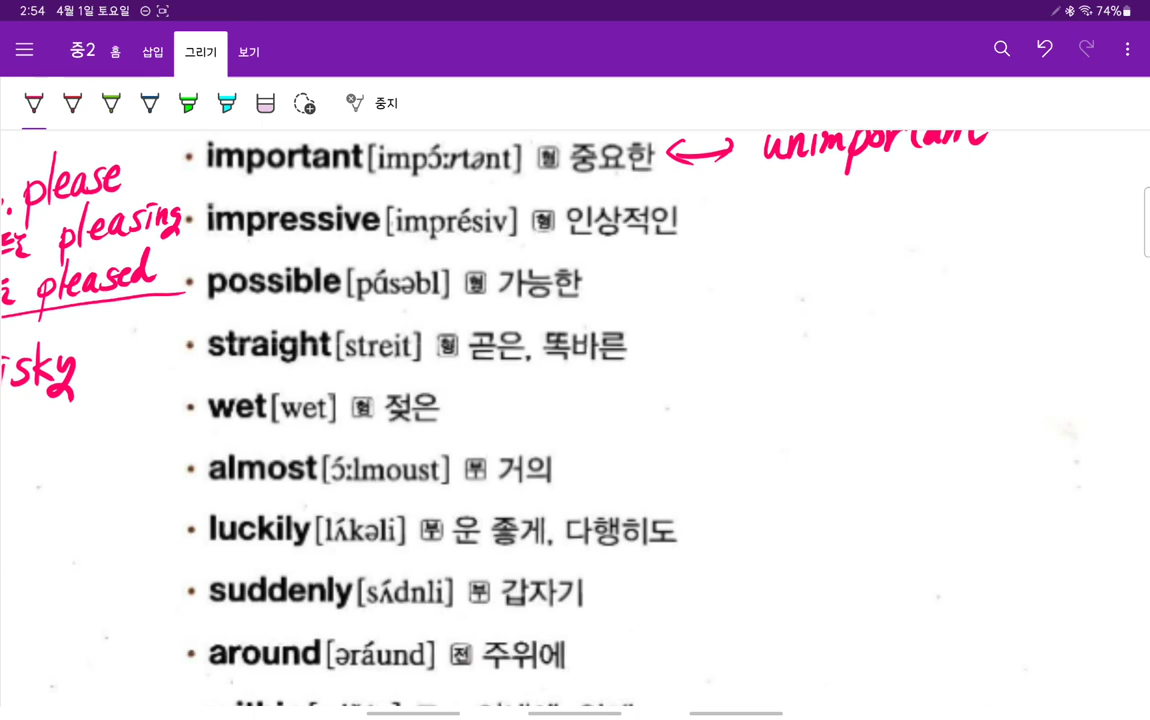 2:54 4월 1일 토요일
74%
중2 홈 삽입 그리기 보기
중지
important[impɔ́ːrtənt] 형 중요한 ↔ unimportant
please
impressive[imprésiv] 형 인상적인
pleasing
possible[pɑ́səbl] 형 가능한
pleased
straight[streit] 형 곧은, 똑바른
isky
wet[wet] 형 젖은
almost[ɔ́ːlmoust] 부 거의
luckily[lʌ́kəli] 부 운 좋게, 다행히도
suddenly[sʌ́dnli] 부 갑자기
around[əráund] 전 주위에